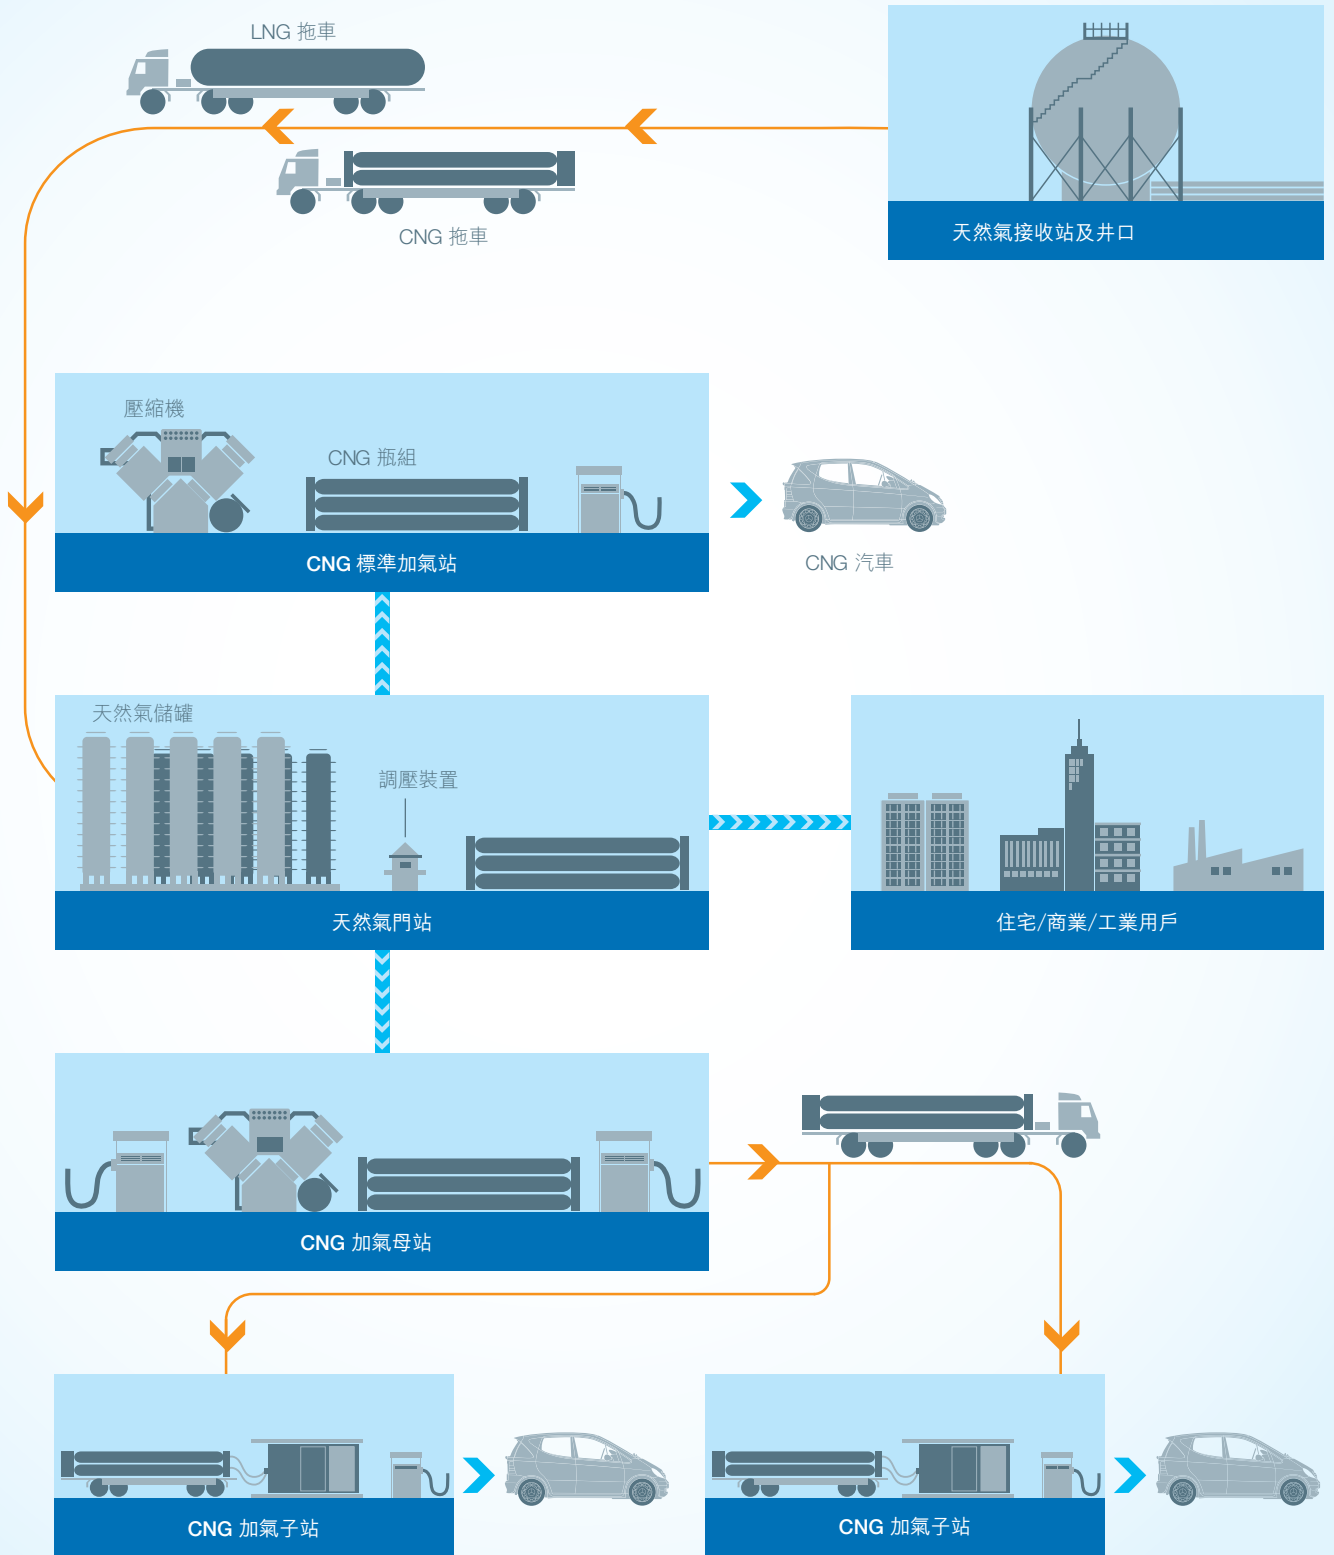 LNG 拖車
CNG 拖車
天然氣接收站及井口
壓縮機
CNG 瓶組
CNG 標準加氣站
CNG 汽車
天然氣儲罐
調壓裝置
天然氣門站
住宅/商業/工業用戶
CNG 加氣母站
CNG 加氣子站
CNG 加氣子站